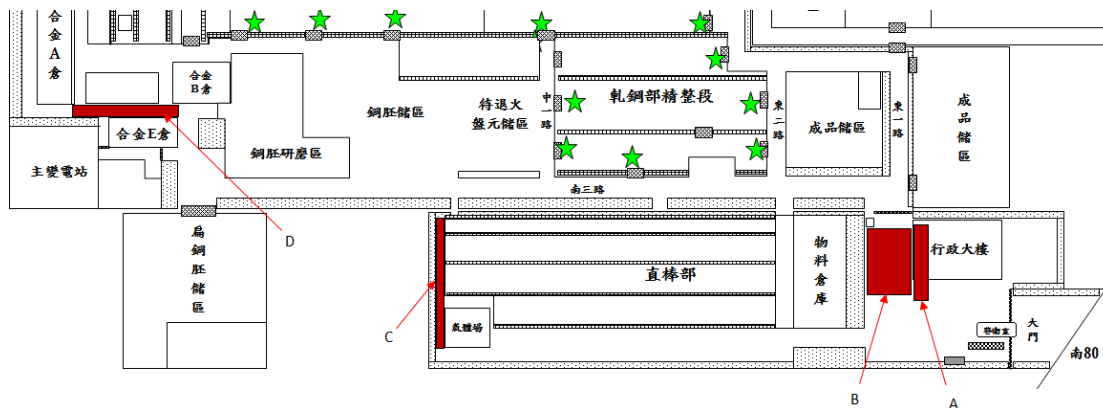 合金A倉
合金
B倉
合金E倉
主變電站
鋼胚研磨區
鋼胚儲區
待退火
盤元儲區
中一路
軋鋼部精整段
東二路
成品儲區
東一路
成品儲區
南三路
扁鋼胚儲區
D
C
氣體場
直棒部
物料倉庫
行政大樓
警衛室
大門
南80
B
A